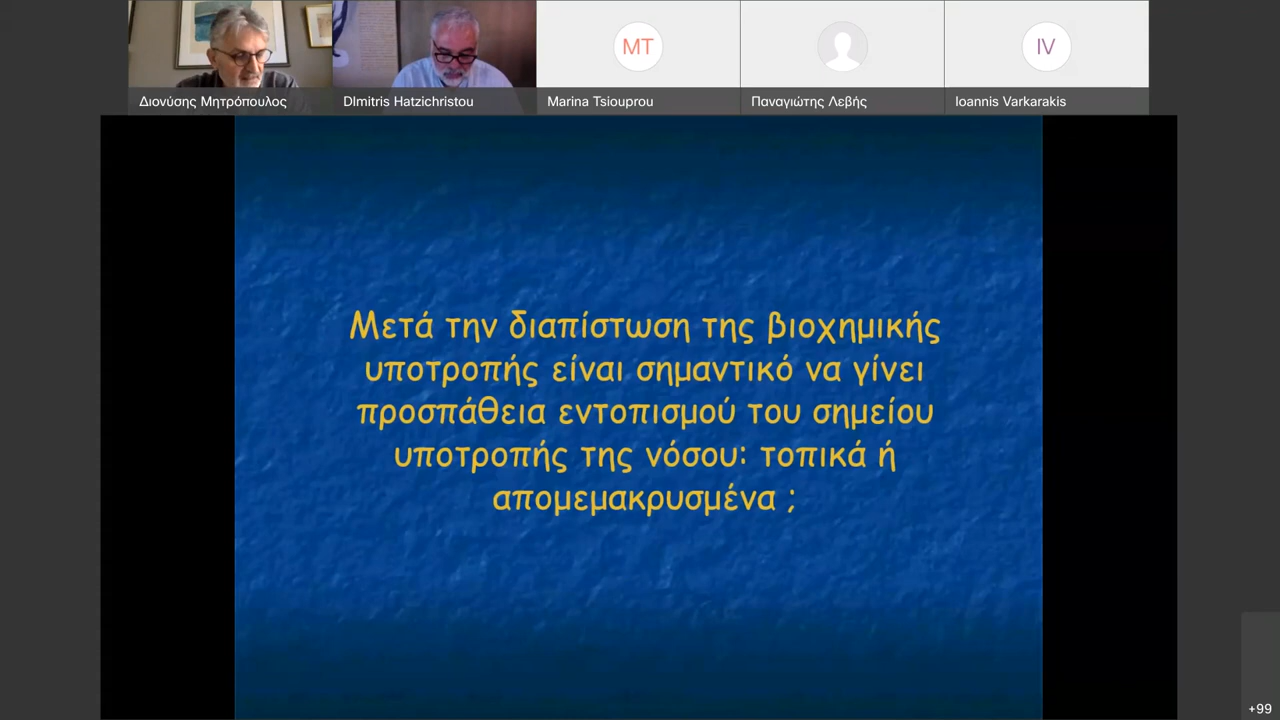 Διονύσης Μητρόπουλος
DImitris Hatzichristou
MT
Marina Tsiouprou
Παναγιώτης Λεβής
IV
Ioannis Varkarakis
Μετά την διαπίστωση της βιοχημικής
υποτροπής είναι σημαντικό να γίνει
προσπάθεια εντοπισμού του σημείου
υποτροπής της νόσου: τοπικά ή
απομεμακρυσμένα ;
+99